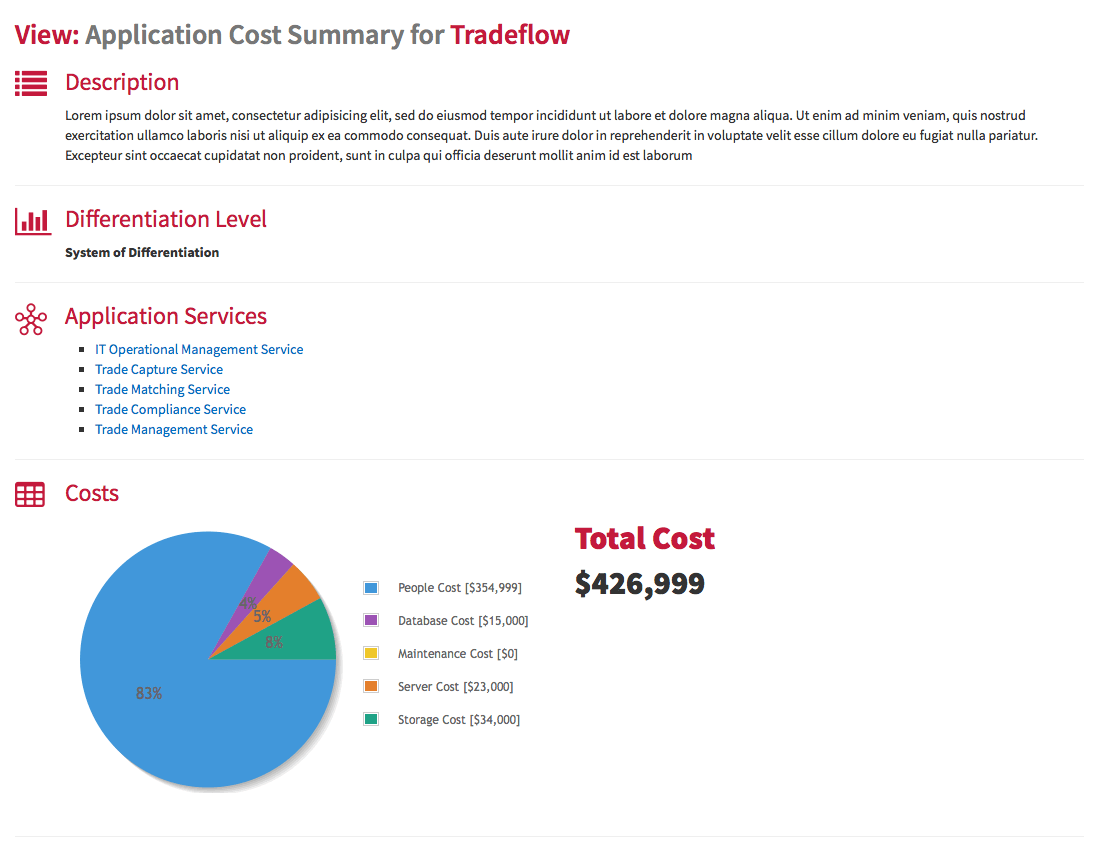 View: Application Cost Summary for Tradeflow
Description
Lorem ipsum dolor sit amet, consectetur adipisicing elit, sed do eiusmod tempor incididunt ut labore et dolore magna aliqua. Ut enim ad minim veniam, quis nostrud
exercitation ullamco laboris nisi ut aliquip ex ea commodo consequat. Duis aute irure dolor in reprehenderit in voluptate velit esse cillum dolore eu fugiat nulla pariatur.
Excepteur sint occaecat cupidatat non proident, sunt in culpa qui officia deserunt mollit anim id est laborum
Differentiation Level
System of Differentiation
Application Services
IT Operational Management Service
Trade Capture Service
Trade Matching Service
Trade Compliance Service
Trade Management Service
Costs
4%
5%
8%
83%
People Cost [$354,999]
Database Cost [$15,000]
Maintenance Cost [$0]
Server Cost [$23,000]
Storage Cost [$34,000]
Total Cost
$426,999